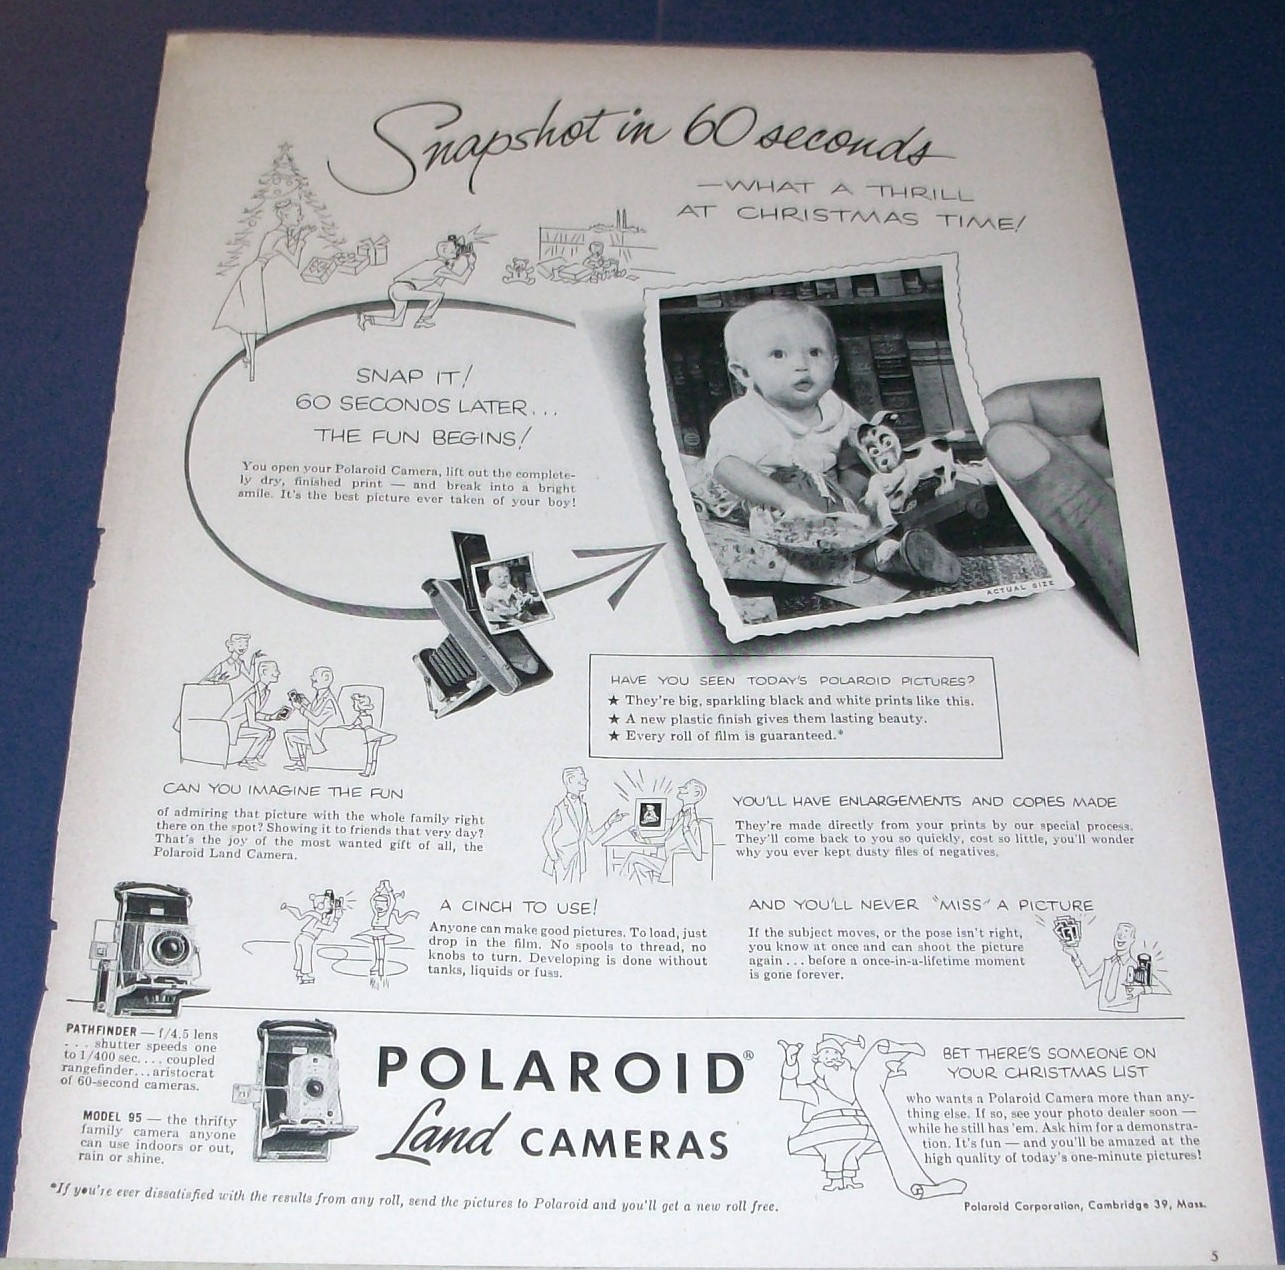 Snapshot in 60 seconds
—WHAT A THRILL
AT CHRISTMAS TIME!
SNAP IT!
60 SECONDS LATER...
THE FUN BEGINS!
You open your Polaroid Camera, lift out the complete-
ly dry, finished print — and break into a bright
smile. It's the best picture ever taken of your boy!
ACTUAL SIZE
HAVE YOU SEEN TODAY'S POLAROID PICTURES?
★ They're big, sparkling black and white prints like this.
★ A new plastic finish gives them lasting beauty.
★ Every roll of film is guaranteed.*
CAN YOU IMAGINE THE FUN
of admiring that picture with the whole family right
there on the spot? Showing it to friends that very day?
That's the joy of the most wanted gift of all, the
Polaroid Land Camera.
YOU'LL HAVE ENLARGEMENTS AND COPIES MADE
They're made directly from your prints by our special process.
They'll come back to you so quickly, cost so little, you'll wonder
why you ever kept dusty files of negatives.
A CINCH TO USE!
Anyone can make good pictures. To load, just
drop in the film. No spools to thread, no
knobs to turn. Developing is done without
tanks, liquids or fuss.
AND YOU'LL NEVER "MISS" A PICTURE
If the subject moves, or the pose isn't right,
you know at once and can shoot the picture
again... before a once-in-a-lifetime moment
is gone forever.
PATHFINDER — f/4.5 lens
. . . shutter speeds one
to 1/400 sec. . . . coupled
rangefinder... aristocrat
of 60-second cameras.
MODEL 95 — the thrifty
family camera anyone
can use indoors or out,
rain or shine.
POLAROID®
Land CAMERAS
BET THERE'S SOMEONE ON
YOUR CHRISTMAS LIST
who wants a Polaroid Camera more than any-
thing else. If so, see your photo dealer soon —
while he still has 'em. Ask him for a demonstra-
tion. It's fun — and you'll be amazed at the
high quality of today's one-minute pictures!
*If you're ever dissatisfied with the results from any roll, send the pictures to Polaroid and you'll get a new roll free.
Polaroid Corporation, Cambridge 39, Mass.
5